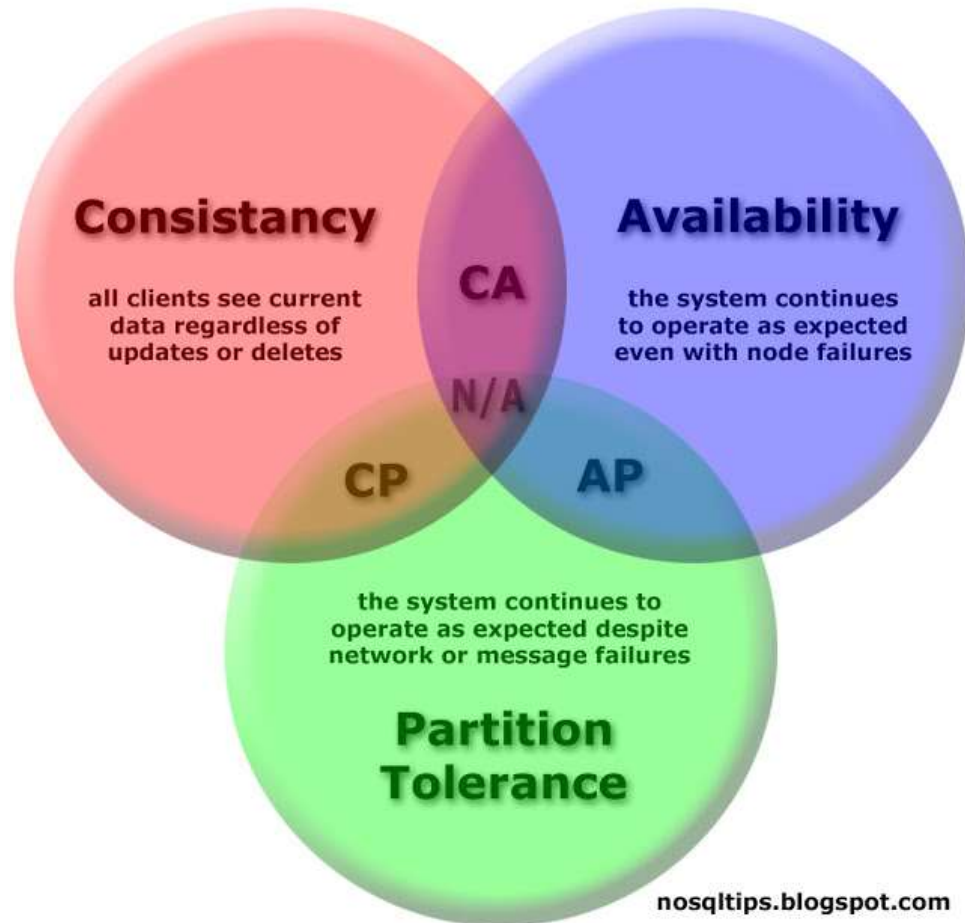 Consistancy
all clients see current
data regardless of
updates or deletes
Availability
the system continues
to operate as expected
even with node failures
CA
N/A
CP
AP
the system continues to
operate as expected despite
network or message failures
Partition
Tolerance
nosqltips.blogspot.com